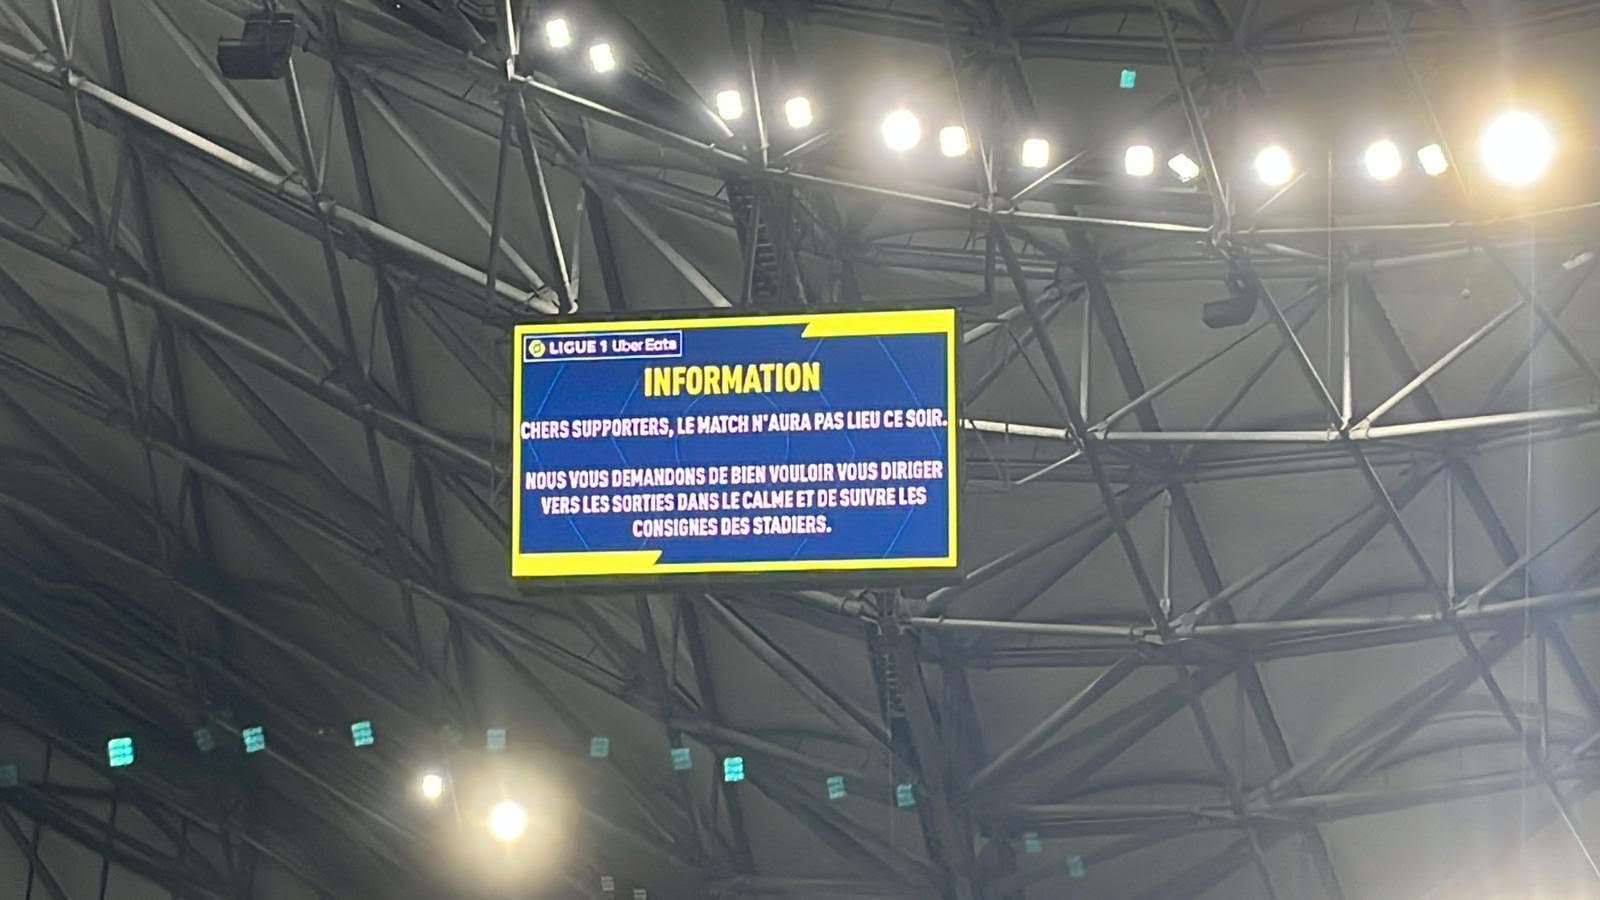 LIGUE 1 Uber Eats
INFORMATION
CHERS SUPPORTERS, LE MATCH N'AURA PAS LIEU CE SOIR.
NOUS VOUS DEMANDONS DE BIEN VOULOIR VOUS DIRIGER
VERS LES SORTIES DANS LE CALME ET DE SUIVRE LES
CONSIGNES DES STADIERS.